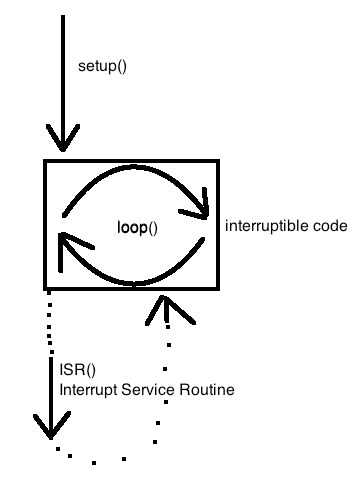 setup()
loop()
interruptible code
ISR()
Interrupt Service Routine